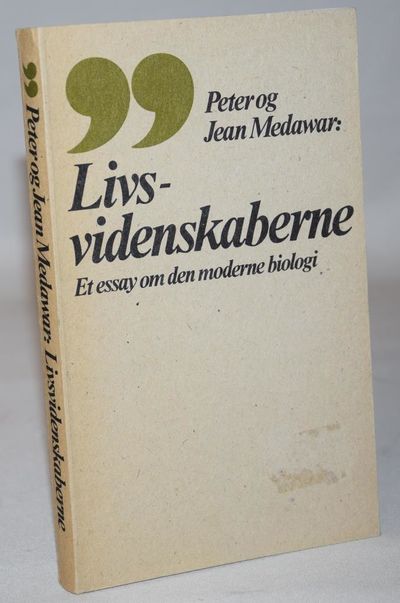 ”
Peter og
Jean Medawar:
Livs-
videnskaberne
Et essay om den moderne biologi
” Peter og Jean Medawar: Livsvidenskaberne